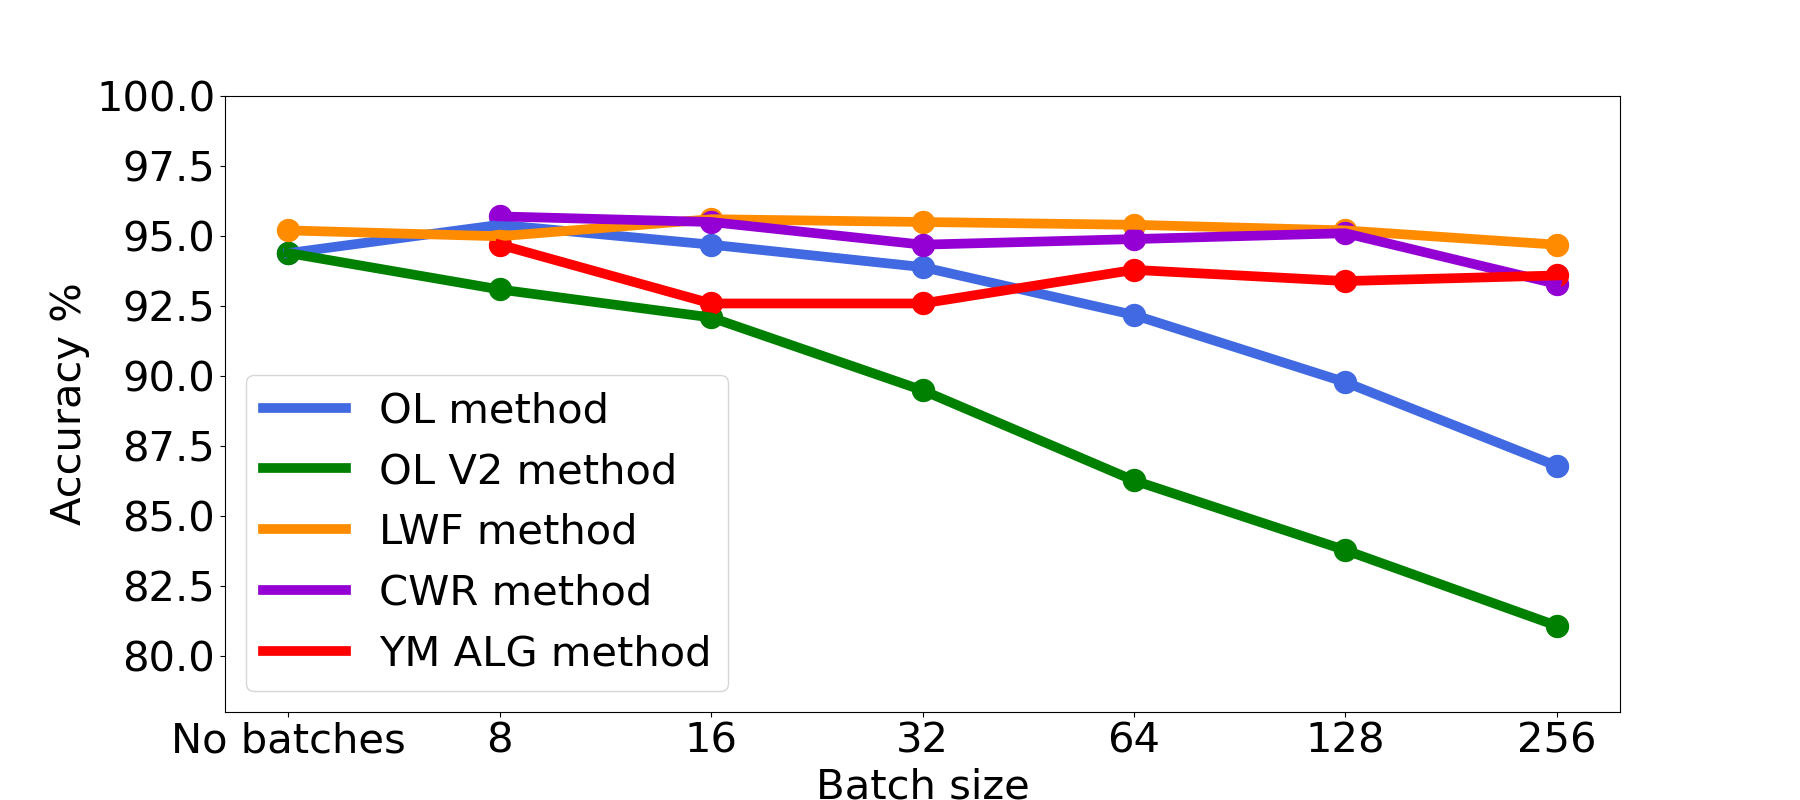 100.0
97.5
95.0
92.5
90.0
87.5
85.0
82.5
80.0
Accuracy %
OL method
OL V2 method
LWF method
CWR method
YM ALG method
No batches 8 16 32 64 128 256
Batch size